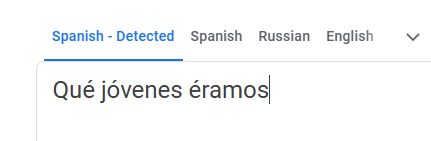 Spanish - Detected Spanish Russian English
Qué jóvenes éramos